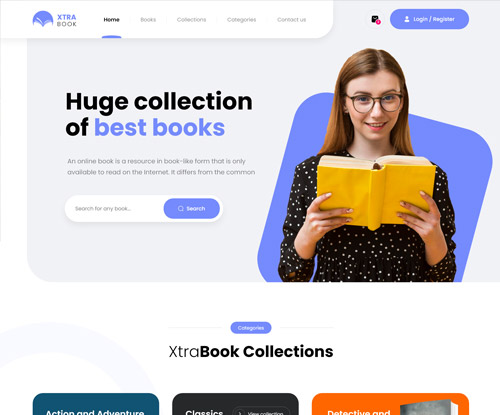 XTRA
BOOK
Home
Books
Collections
Categories
Contact us
Login / Register
Huge collection
of best books
An online book is a resource in book-like form that is only
available to read on the Internet. It differs from the common
Search for any book...
Search
Categories
XtraBook Collections
Action and Adventure
Classics
View collection
Detective and